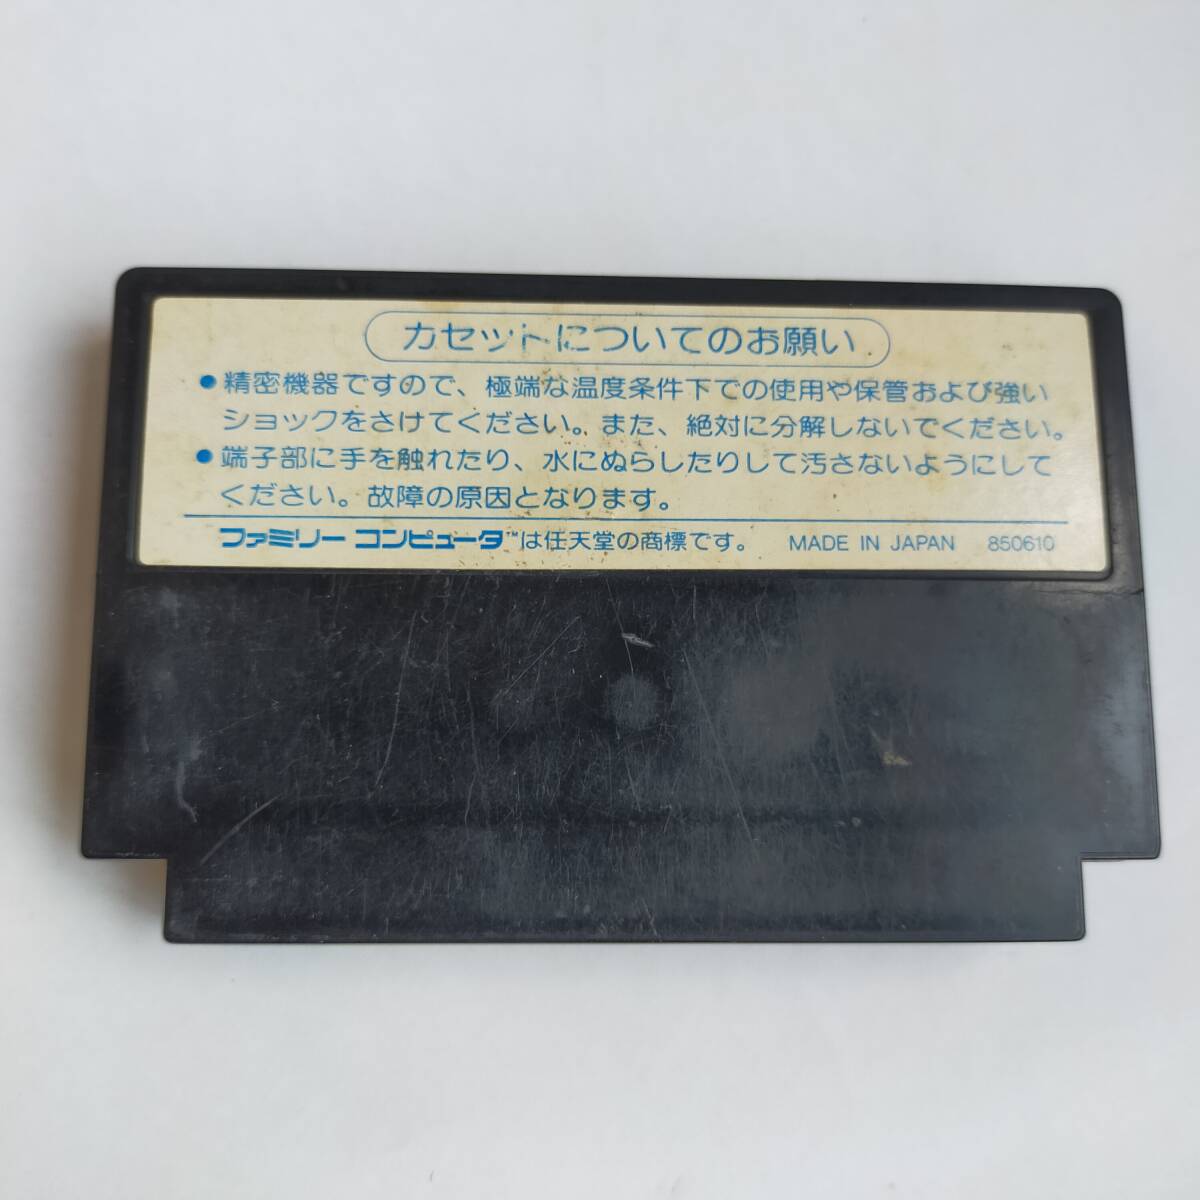 カセットについてのお願い
●精密機器ですので、極端な温度条件下での使用や保管および強い
ショックをさけてください。また、絶対に分解しないでください。
●端子部に手を触れたり、水にぬらしたりして汚さないようにして
ください。故障の原因となります。
ファミリー コンピュータ™は任天堂の商標です。 MADE IN JAPAN 850610